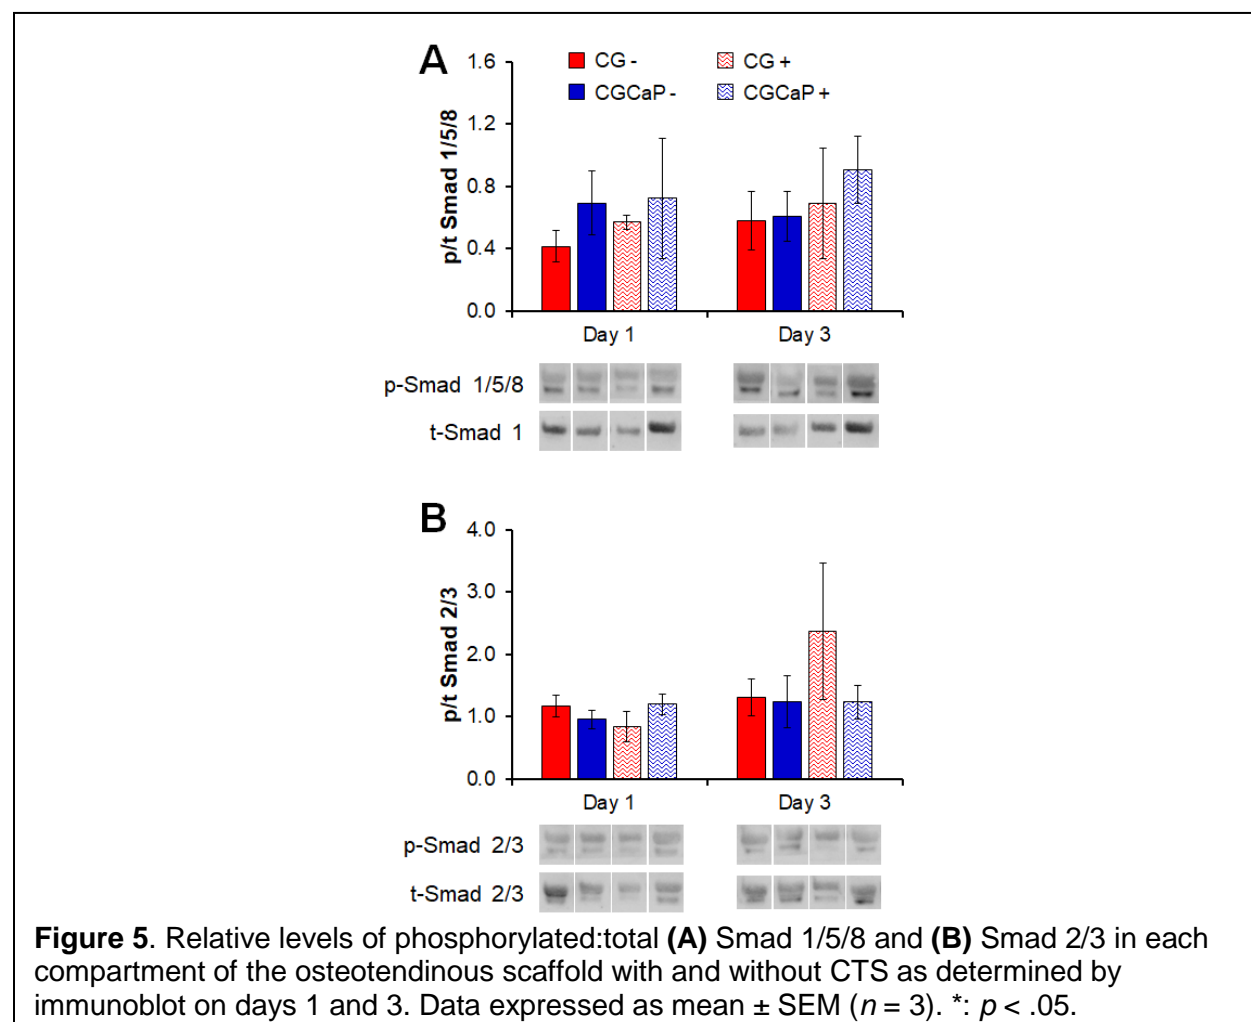 A
CG - CG +
CGCaP - CGCaP +
p/t Smad 1/5/8
1.6
1.2
0.8
0.4
0.0
Day 1 Day 3
p-Smad 1/5/8
t-Smad 1
B
p/t Smad 2/3
4.0
3.0
2.0
1.0
0.0
Day 1 Day 3
p-Smad 2/3
t-Smad 2/3
Figure 5. Relative levels of phosphorylated:total (A) Smad 1/5/8 and (B) Smad 2/3 in each
compartment of the osteotendinous scaffold with and without CTS as determined by
immunoblot on days 1 and 3. Data expressed as mean ± SEM (n = 3). *: p < .05.